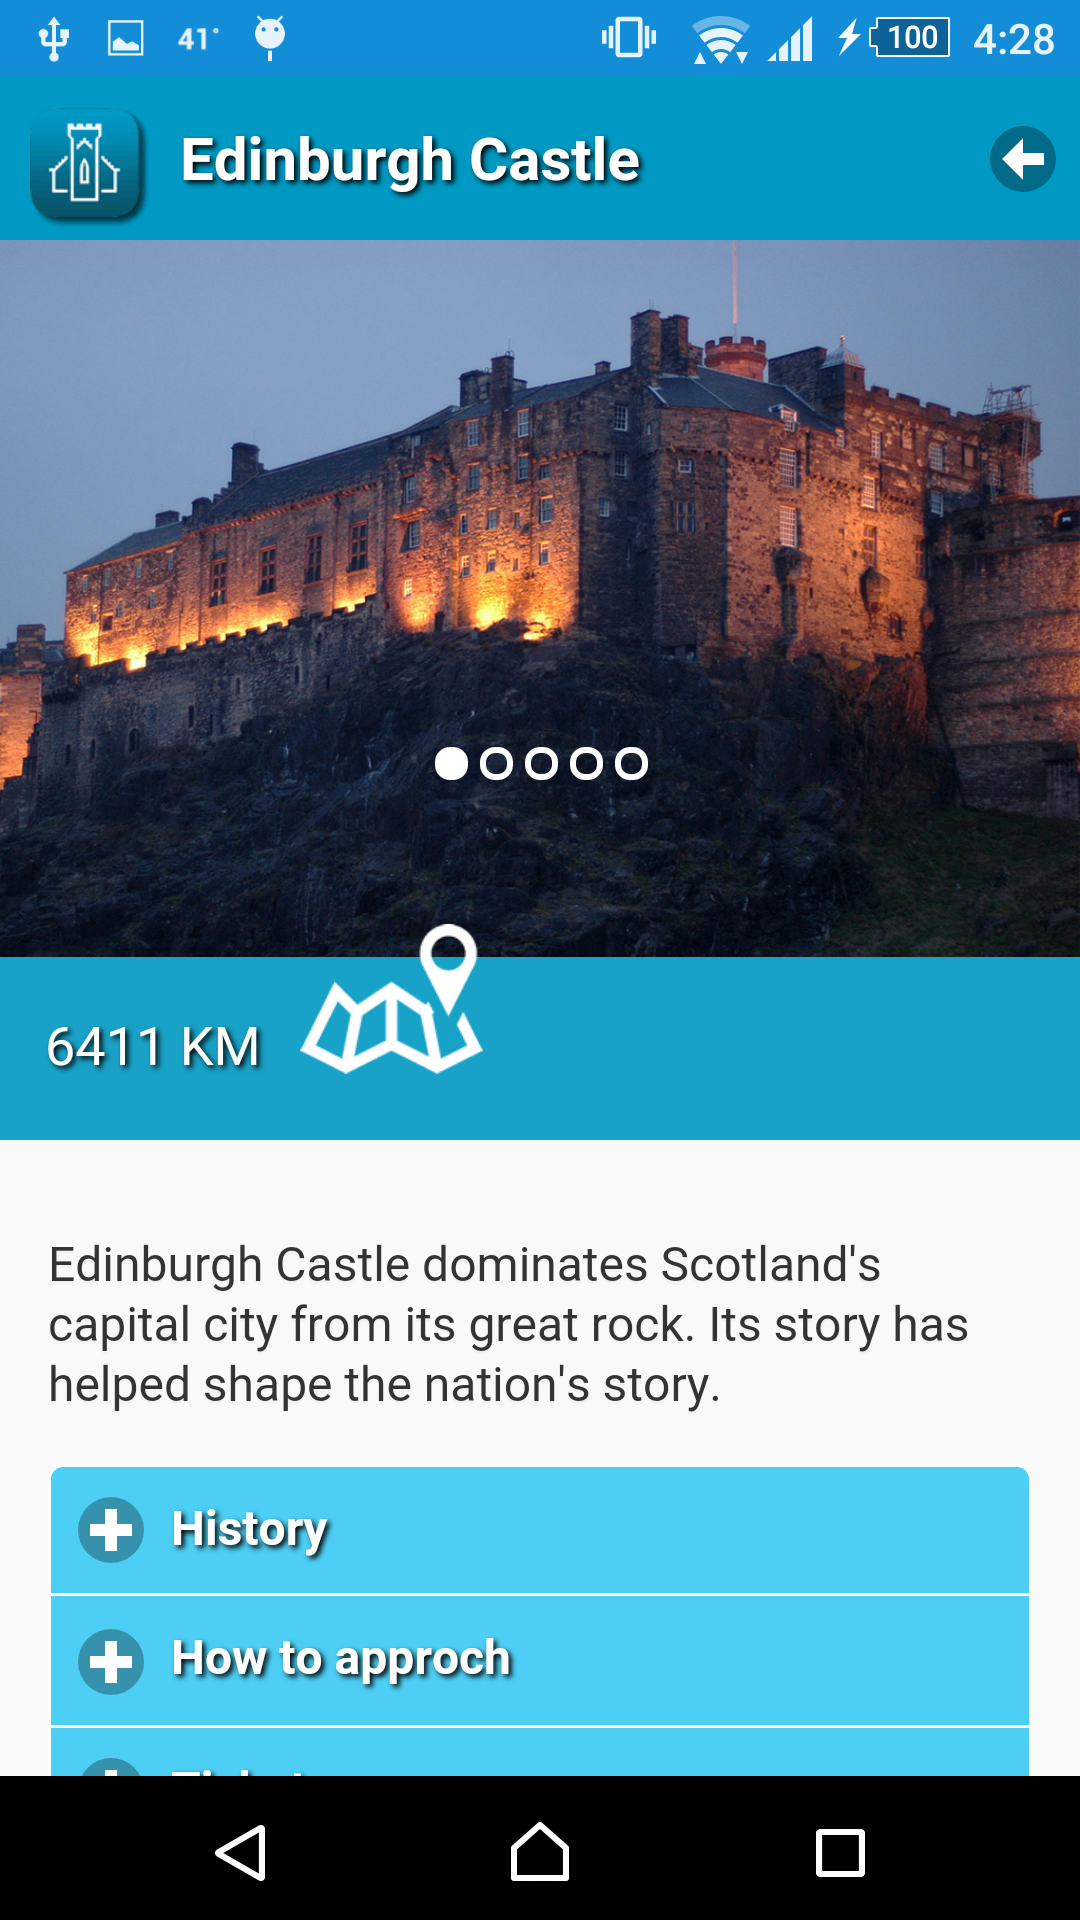 41°
100
4:28
Edinburgh Castle
6411 KM
Edinburgh Castle dominates Scotland's
capital city from its great rock. Its story has
helped shape the nation's story.
History
How to approch